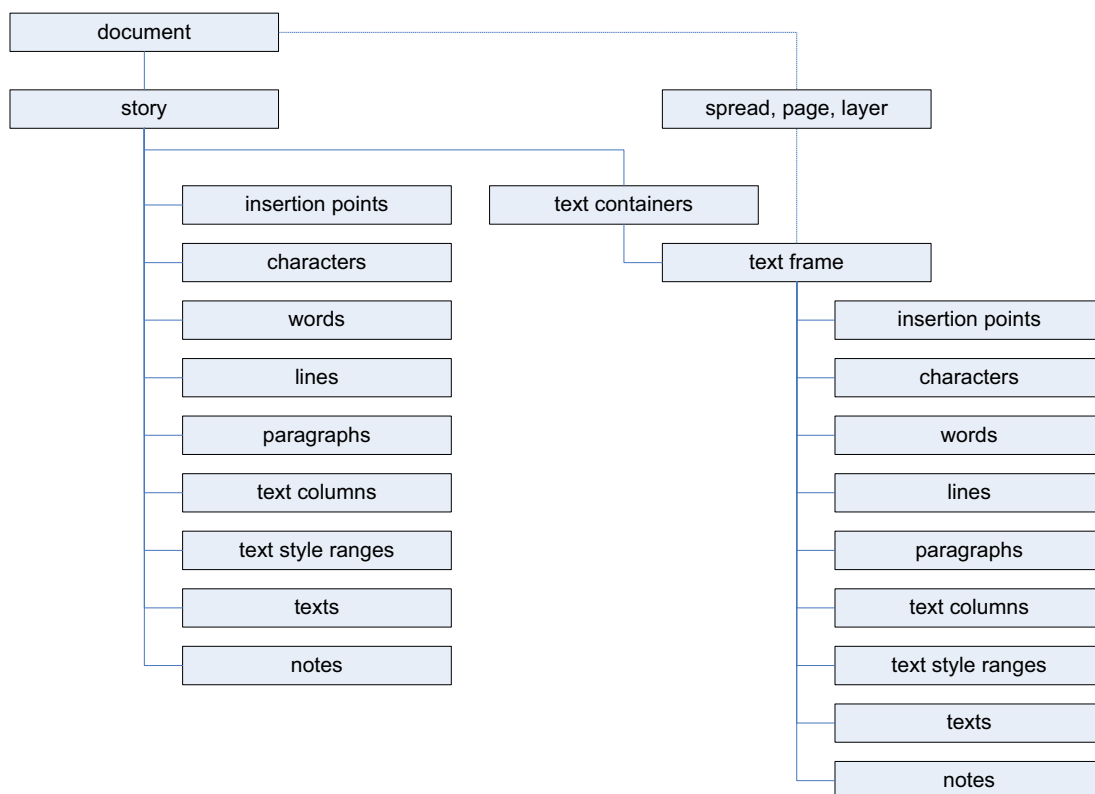 document
story
spread, page, layer
insertion points
text containers
characters
text frame
words
insertion points
lines
characters
paragraphs
words
text columns
lines
text style ranges
paragraphs
texts
text columns
notes
text style ranges
texts
notes